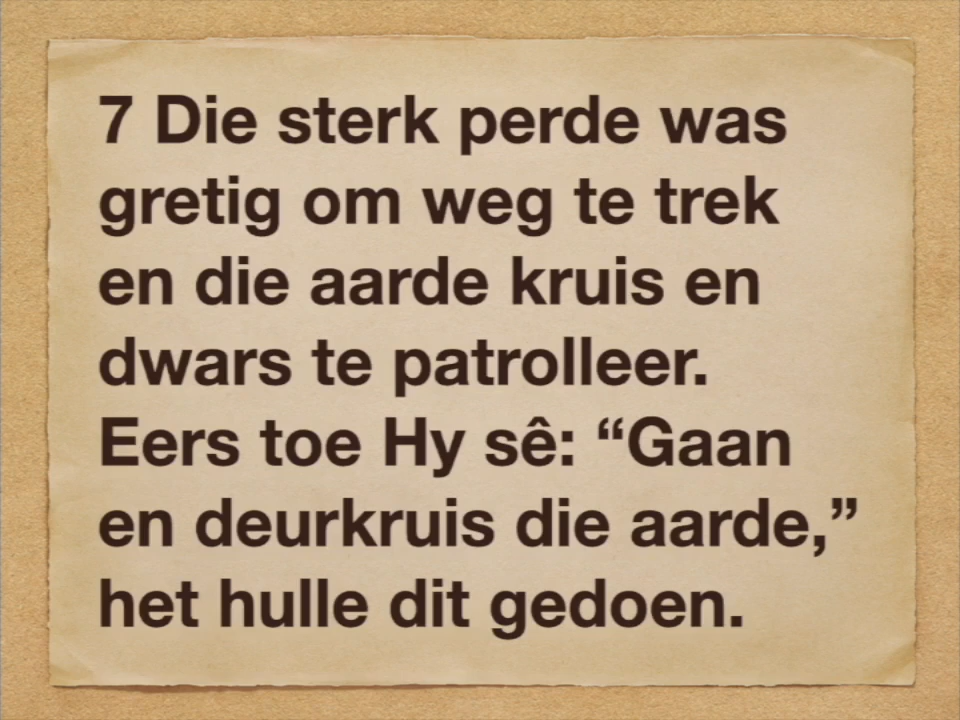 7 Die sterk perde was
gretig om weg te trek
en die aarde kruis en
dwars te patrolleer.
Eers toe Hy sê: “Gaan
en deurkruis die aarde,”
het hulle dit gedoen.